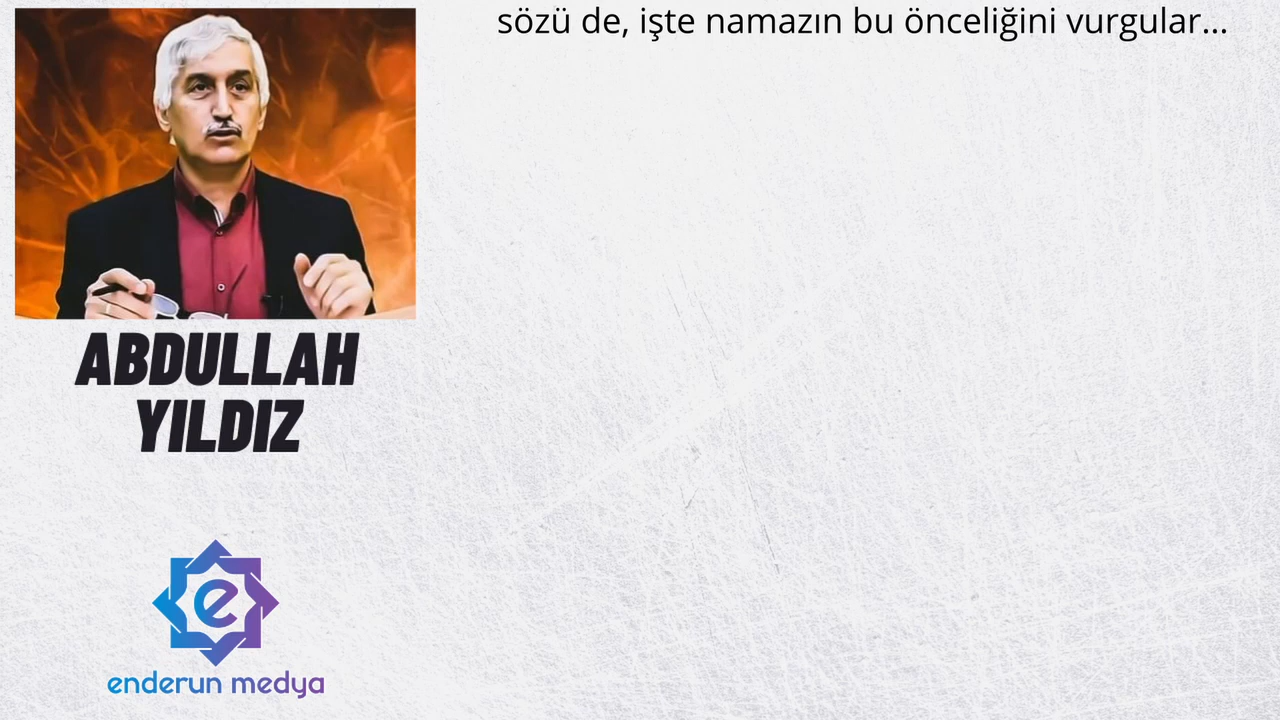 sözü de, işte namazın bu önceliğini vurgular...
ABDULLAH
YILDIZ
e
enderun medya